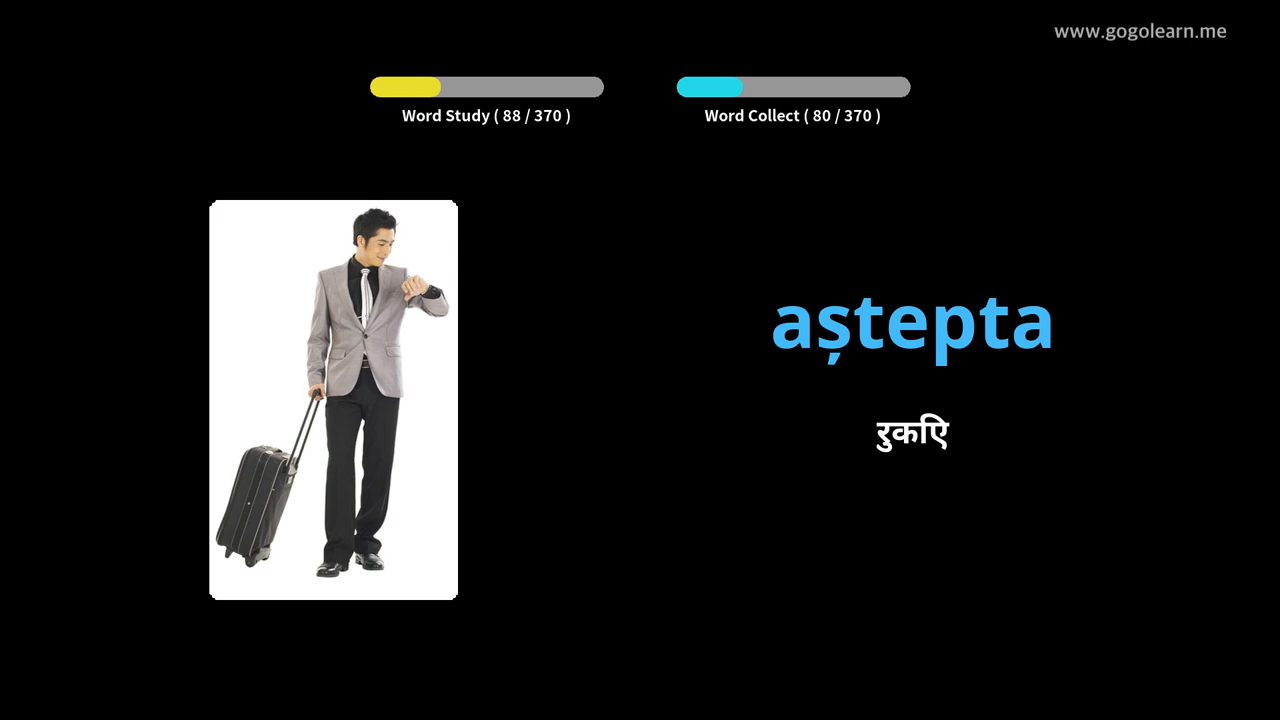 www.gogolearn.me
Word Study ( 88 / 370 )
Word Collect ( 80 / 370 )
aștepta
रुकिए